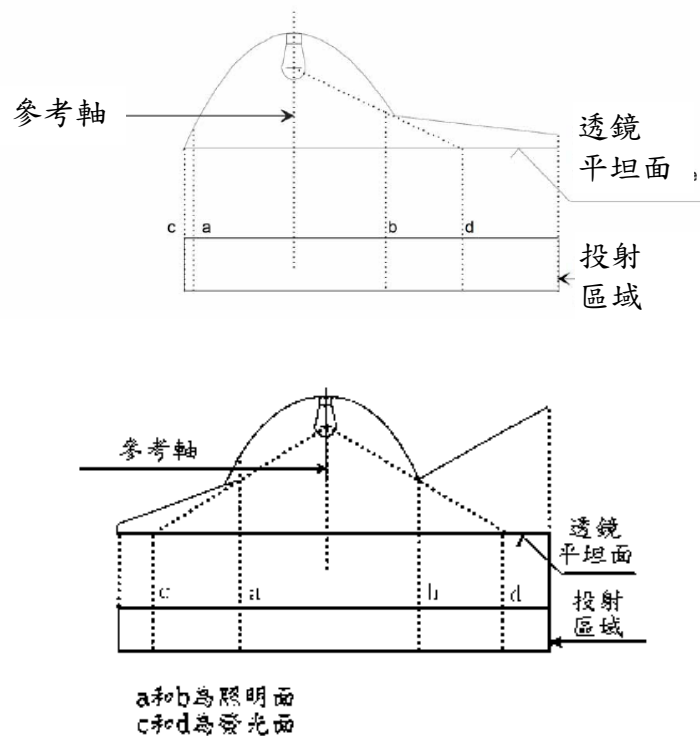 參考軸
透鏡
平坦面
c a b d
投射
區域
參考軸
透鏡
平坦面
c a b d
投射
區域
a和b為照明面
c和d為發光面